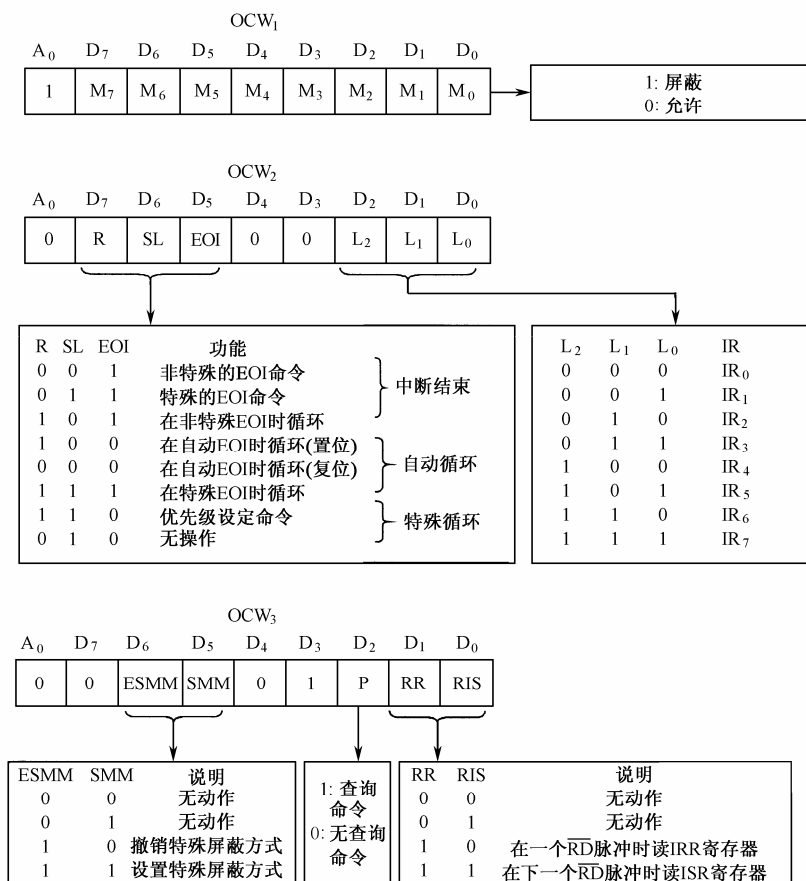 OCW₁
A₀ D₇ D₆ D₅ D₄ D₃ D₂ D₁ D₀
1 M₇ M₆ M₅ M₄ M₃ M₂ M₁ M₀
1: 屏蔽
0: 允许
OCW₂
A₀ D₇ D₆ D₅ D₄ D₃ D₂ D₁ D₀
0 R SL EOI 0 0 L₂ L₁ L₀
R SL EOI 功能
0 0 1 非特殊的EOI命令
0 1 1 特殊的EOI命令
1 0 1 在非特殊EOI时循环
中断结束
1 0 0 在自动EOI时循环(置位)
0 0 0 在自动EOI时循环(复位)
1 1 1 在特殊EOI时循环
自动循环
1 1 0 优先级设定命令
0 1 0 无操作
特殊循环
L₂ L₁ L₀ IR
0 0 0 IR₀
0 0 1 IR₁
0 1 0 IR₂
0 1 1 IR₃
1 0 0 IR₄
1 0 1 IR₅
1 1 0 IR₆
1 1 1 IR₇
OCW₃
A₀ D₇ D₆ D₅ D₄ D₃ D₂ D₁ D₀
0 0 ESMM SMM 0 1 P RR RIS
ESMM SMM 说明
0 0 无动作
0 1 无动作
1 0 撤销特殊屏蔽方式
1 1 设置特殊屏蔽方式
1: 查询
命令
0: 无查询
命令
RR RIS 说明
0 0 无动作
0 1 无动作
1 0 在一个R̅D̅脉冲时读IRR寄存器
1 1 在下一个R̅D̅脉冲时读ISR寄存器